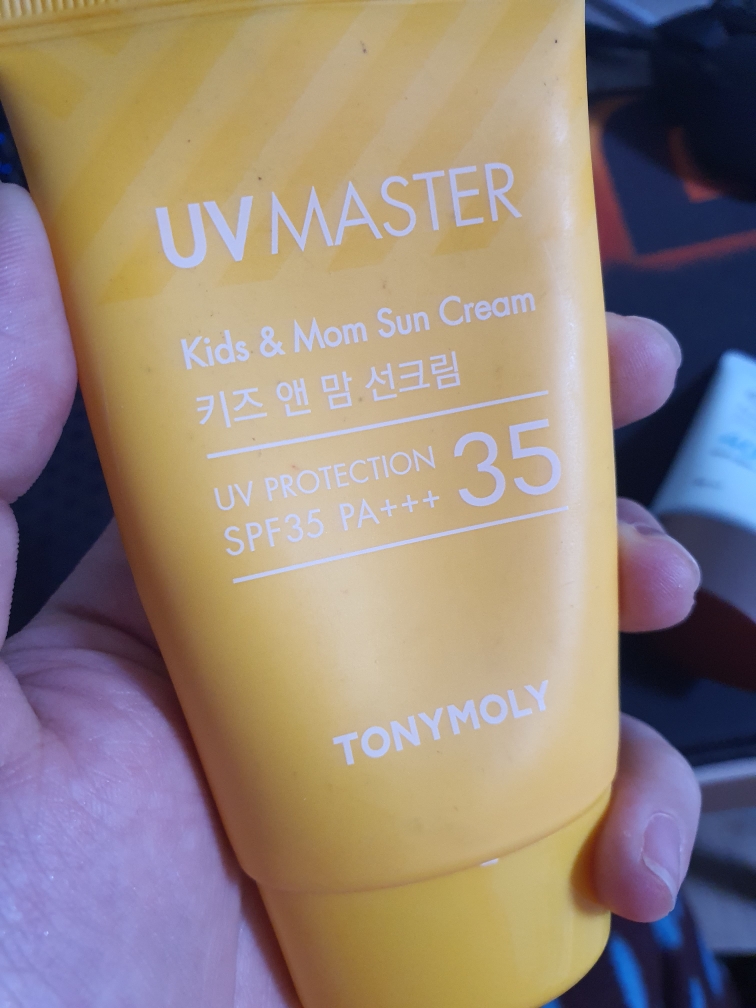 UV MASTER
Kids & Mom Sun Cream
키즈 앤 맘 선크림
UV PROTECTION
SPF35 PA+++ 35
TONYMOLY